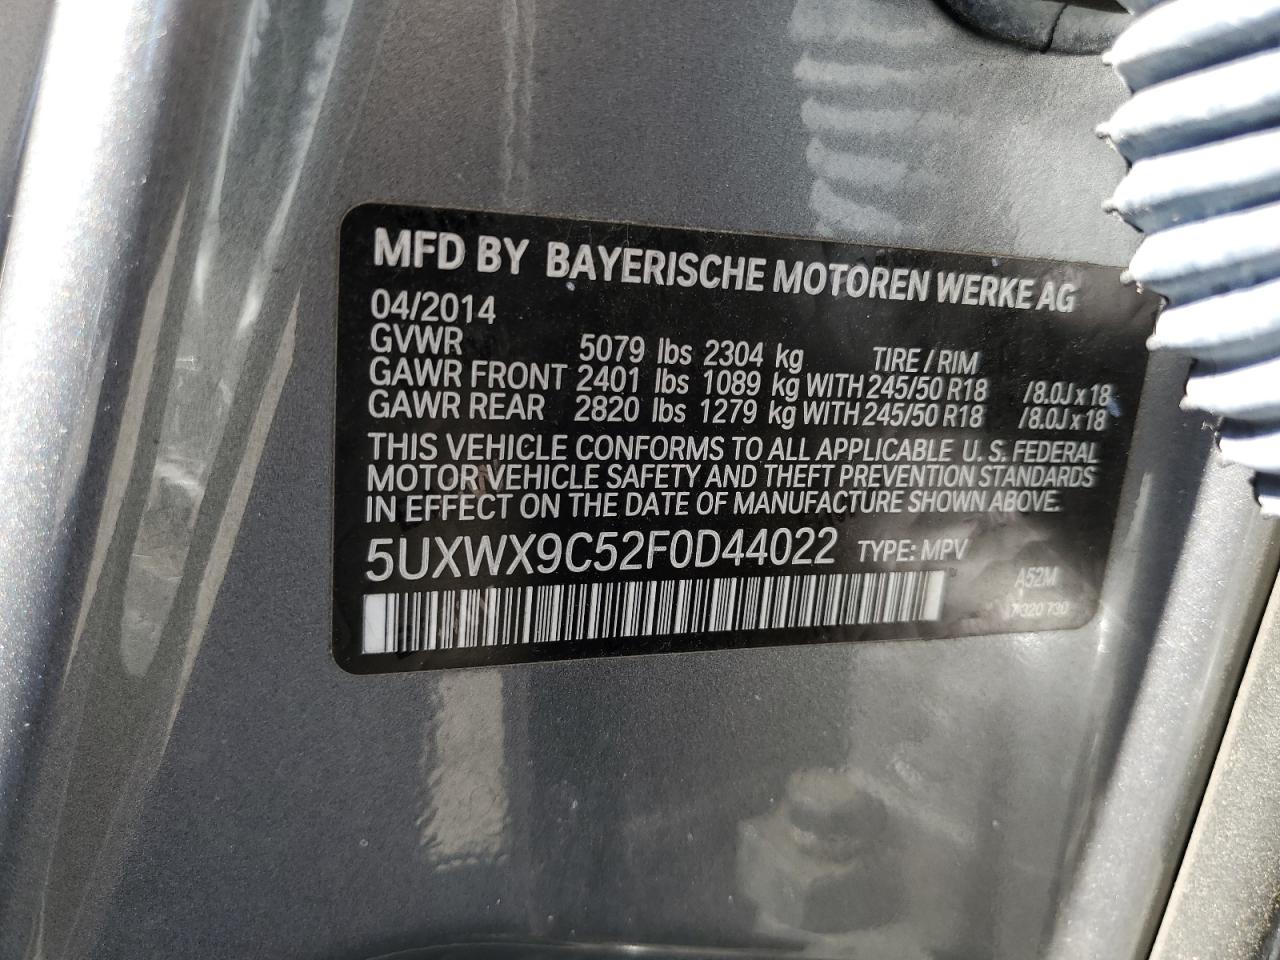 MFD BY BAYERISCHE MOTOREN WERKE AG
04/2014
GVWR 5079 lbs 2304 kg TIRE / RIM
GAWR FRONT 2401 lbs 1089 kg WITH 245/50 R18 /8.0J x 18
GAWR REAR 2820 lbs 1279 kg WITH 245/50 R18 /8.0J x 18
THIS VEHICLE CONFORMS TO ALL APPLICABLE U. S. FEDERAL
MOTOR VEHICLE SAFETY AND THEFT PREVENTION STANDARDS
IN EFFECT ON THE DATE OF MANUFACTURE SHOWN ABOVE.
5UXWX9C52F0D44022 TYPE: MPV
A52M
7 320 730